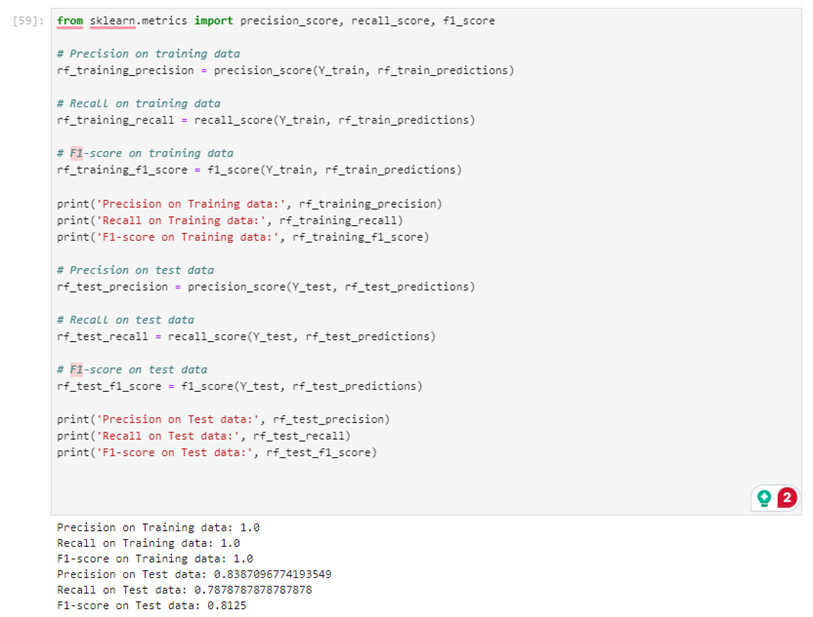 [59]: from sklearn.metrics import precision_score, recall_score, f1_score
# Precision on training data
rf_training_precision = precision_score(Y_train, rf_train_predictions)
# Recall on training data
rf_training_recall = recall_score(Y_train, rf_train_predictions)
# F1-score on training data
rf_training_f1_score = f1_score(Y_train, rf_train_predictions)
print('Precision on Training data:', rf_training_precision)
print('Recall on Training data:', rf_training_recall)
print('F1-score on Training data:', rf_training_f1_score)
# Precision on test data
rf_test_precision = precision_score(Y_test, rf_test_predictions)
# Recall on test data
rf_test_recall = recall_score(Y_test, rf_test_predictions)
# F1-score on test data
rf_test_f1_score = f1_score(Y_test, rf_test_predictions)
print('Precision on Test data:', rf_test_precision)
print('Recall on Test data:', rf_test_recall)
print('F1-score on Test data:', rf_test_f1_score)
2
Precision on Training data: 1.0
Recall on Training data: 1.0
F1-score on Training data: 1.0
Precision on Test data: 0.8387096774193549
Recall on Test data: 0.7878787878787878
F1-score on Test data: 0.8125